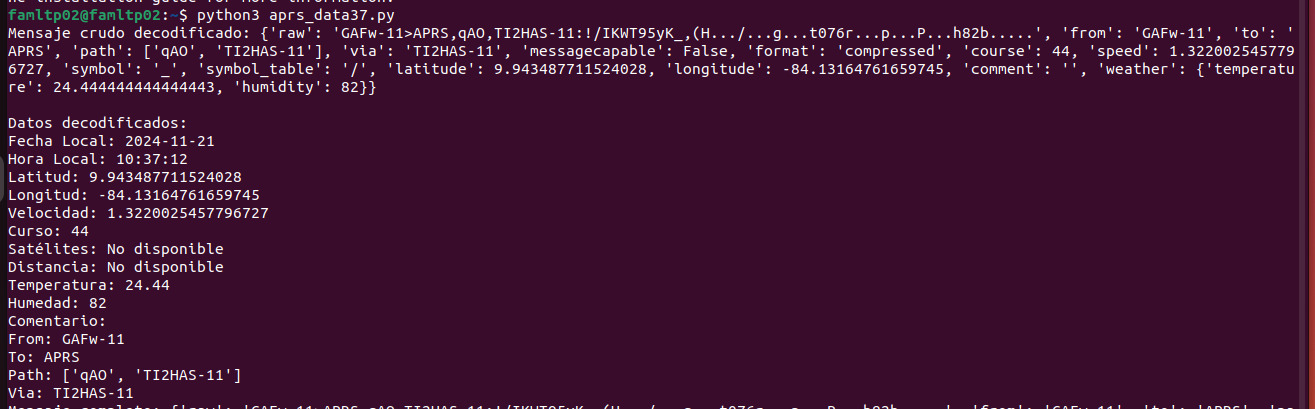 famltp02@famltp02:~$ python3 aprs_data37.py
Mensaje crudo decodificado: {'raw': 'GAFw-11>APRS,qAO,TI2HAS-11:!/IKWT95yK_,(H.../...g...t076r...p...P...h82b.....', 'from': 'GAFw-11', 'to': '
APRS', 'path': ['qAO', 'TI2HAS-11'], 'via': 'TI2HAS-11', 'messagecapable': False, 'format': 'compressed', 'course': 44, 'speed': 1.322002545779
6727, 'symbol': '_', 'symbol_table': '/', 'latitude': 9.943487711524028, 'longitude': -84.13164761659745, 'comment': '', 'weather': {'temperatu
re': 24.444444444444443, 'humidity': 82}}
Datos decodificados:
Fecha Local: 2024-11-21
Hora Local: 10:37:12
Latitud: 9.943487711524028
Longitud: -84.13164761659745
Velocidad: 1.3220025457796727
Curso: 44
Satélites: No disponible
Distancia: No disponible
Temperatura: 24.44
Humedad: 82
Comentario:
From: GAFw-11
To: APRS
Path: ['qAO', 'TI2HAS-11']
Via: TI2HAS-11